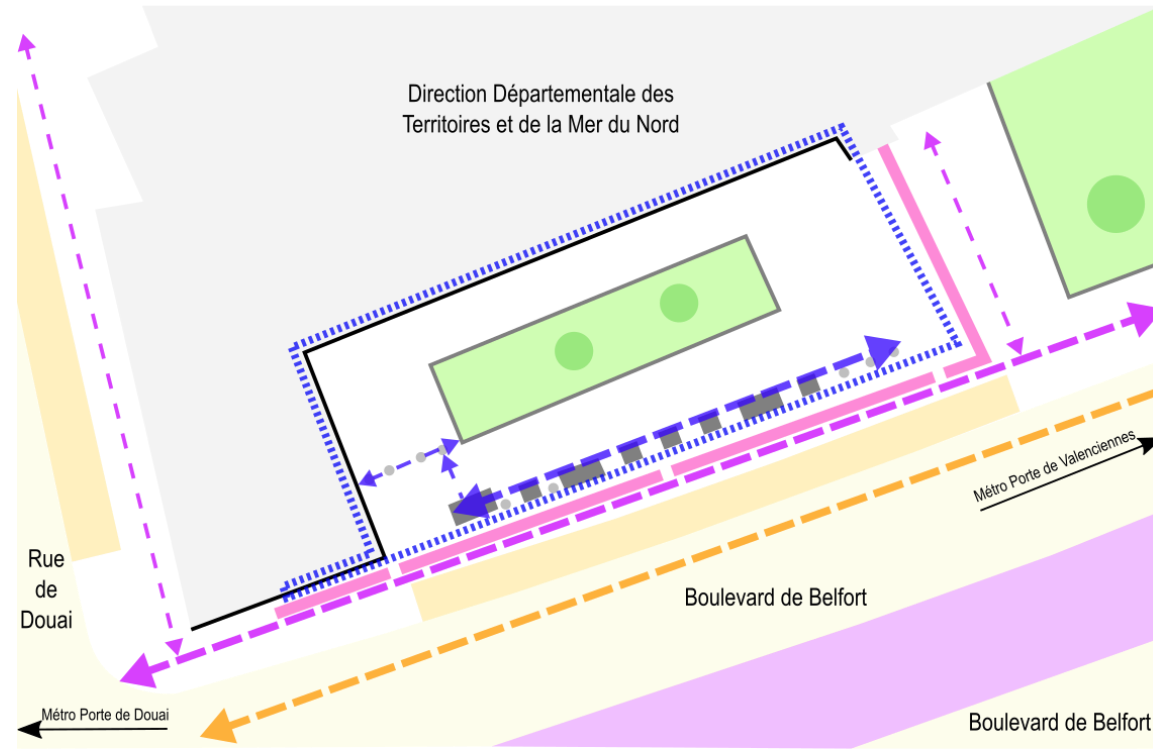 Direction Départementale des
Territoires et de la Mer du Nord
Métro Porte de Valenciennes
Rue
de
Douai
Boulevard de Belfort
Métro Porte de Douai
Boulevard de Belfort